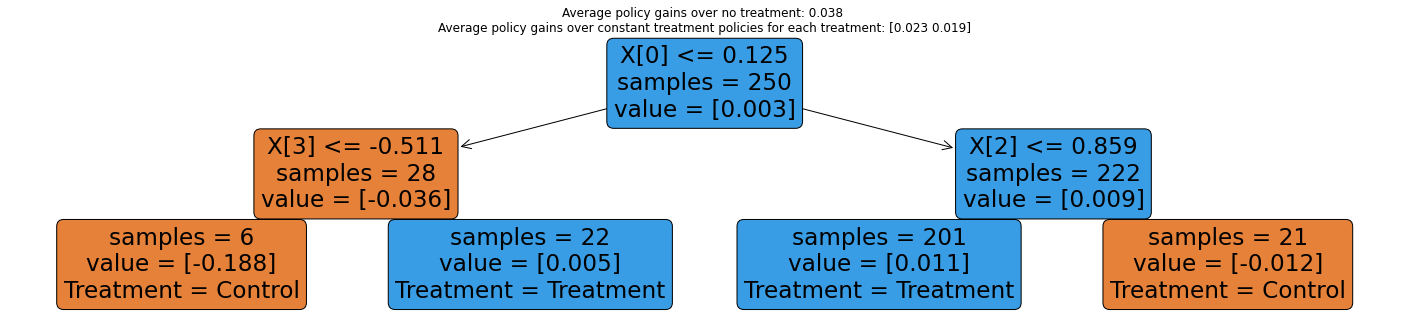 Average policy gains over no treatment: 0.038
Average policy gains over constant treatment policies for each treatment: [0.023 0.019]
X[0] <= 0.125
samples = 250
value = [0.003]
X[3] <= -0.511
samples = 28
value = [-0.036]
X[2] <= 0.859
samples = 222
value = [0.009]
samples = 6
value = [-0.188]
Treatment = Control
samples = 22
value = [0.005]
Treatment = Treatment
samples = 201
value = [0.011]
Treatment = Treatment
samples = 21
value = [-0.012]
Treatment = Control